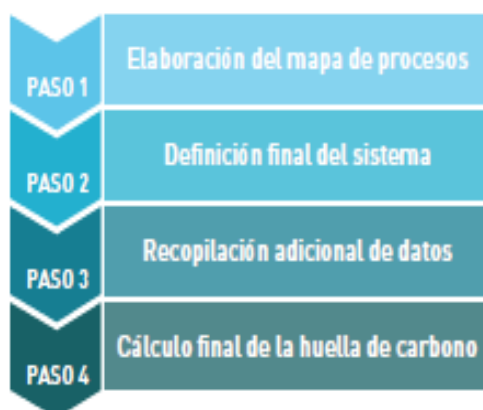 Elaboración del mapa de procesos
PASO 1
Definición final del sistema
PASO 2
Recopilación adicional de datos
PASO 3
Cálculo final de la huella de carbono
PASO 4